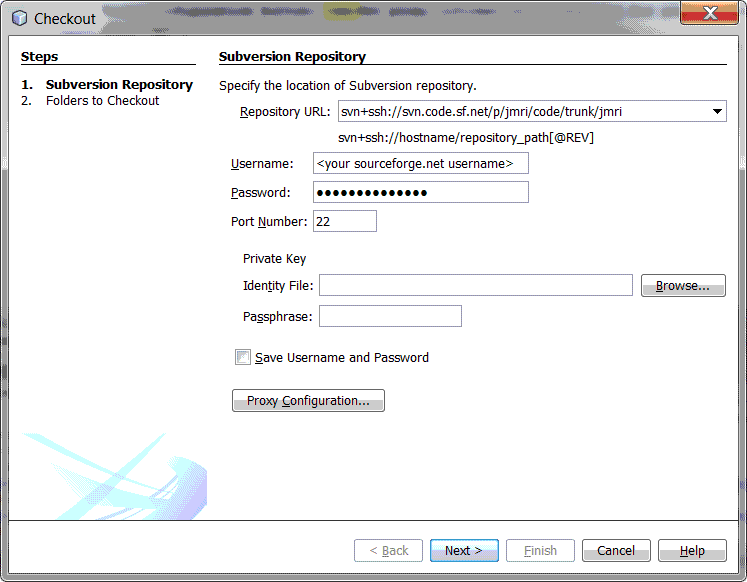 Checkout
Steps
1. Subversion Repository
2. Folders to Checkout
Subversion Repository
Specify the location of Subversion repository.
Repository URL: svn+ssh://svn.code.sf.net/p/jmri/code/trunk/jmri
svn+ssh://hostname/repository_path[@REV]
Username: <your sourceforge.net username>
Password: ●●●●●●●●●●●●●●
Port Number: 22
Private Key
Identity File: Browse...
Passphrase:
Save Username and Password
Proxy Configuration...
< Back Next > Finish Cancel Help